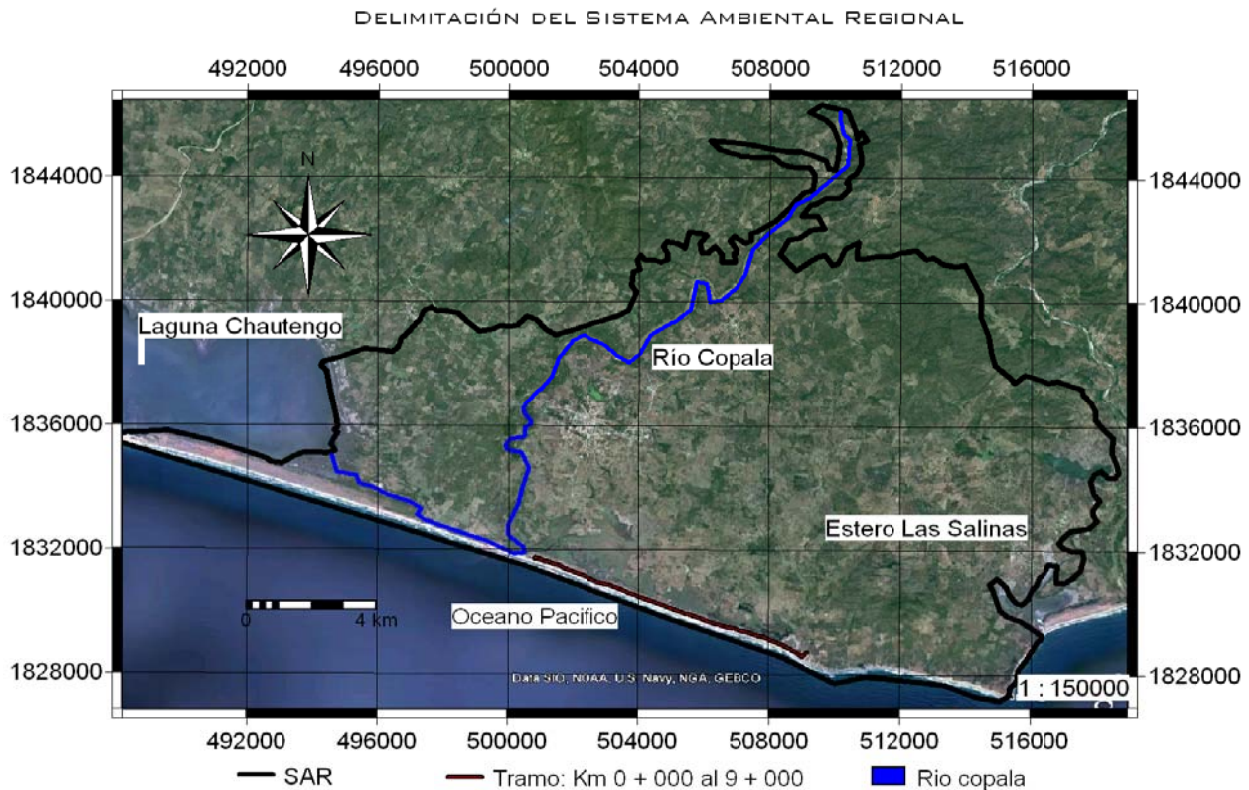 DELIMITACIÓN DEL SISTEMA AMBIENTAL REGIONAL
492000 496000 500000 504000 508000 512000 516000
N
1844000 1844000
1840000 1840000
Laguna Chautengo
Río Copala
1836000 1836000
Estero Las Salinas
1832000 1832000
0 4 km
Oceano Pacifico
1828000 1828000
Data SIO, NOAA, U.S. Navy, NGA, GEBCO
1 : 150000
492000 496000 500000 504000 508000 512000 516000
SAR Tramo: Km 0 + 000 al 9 + 000 Rio copala